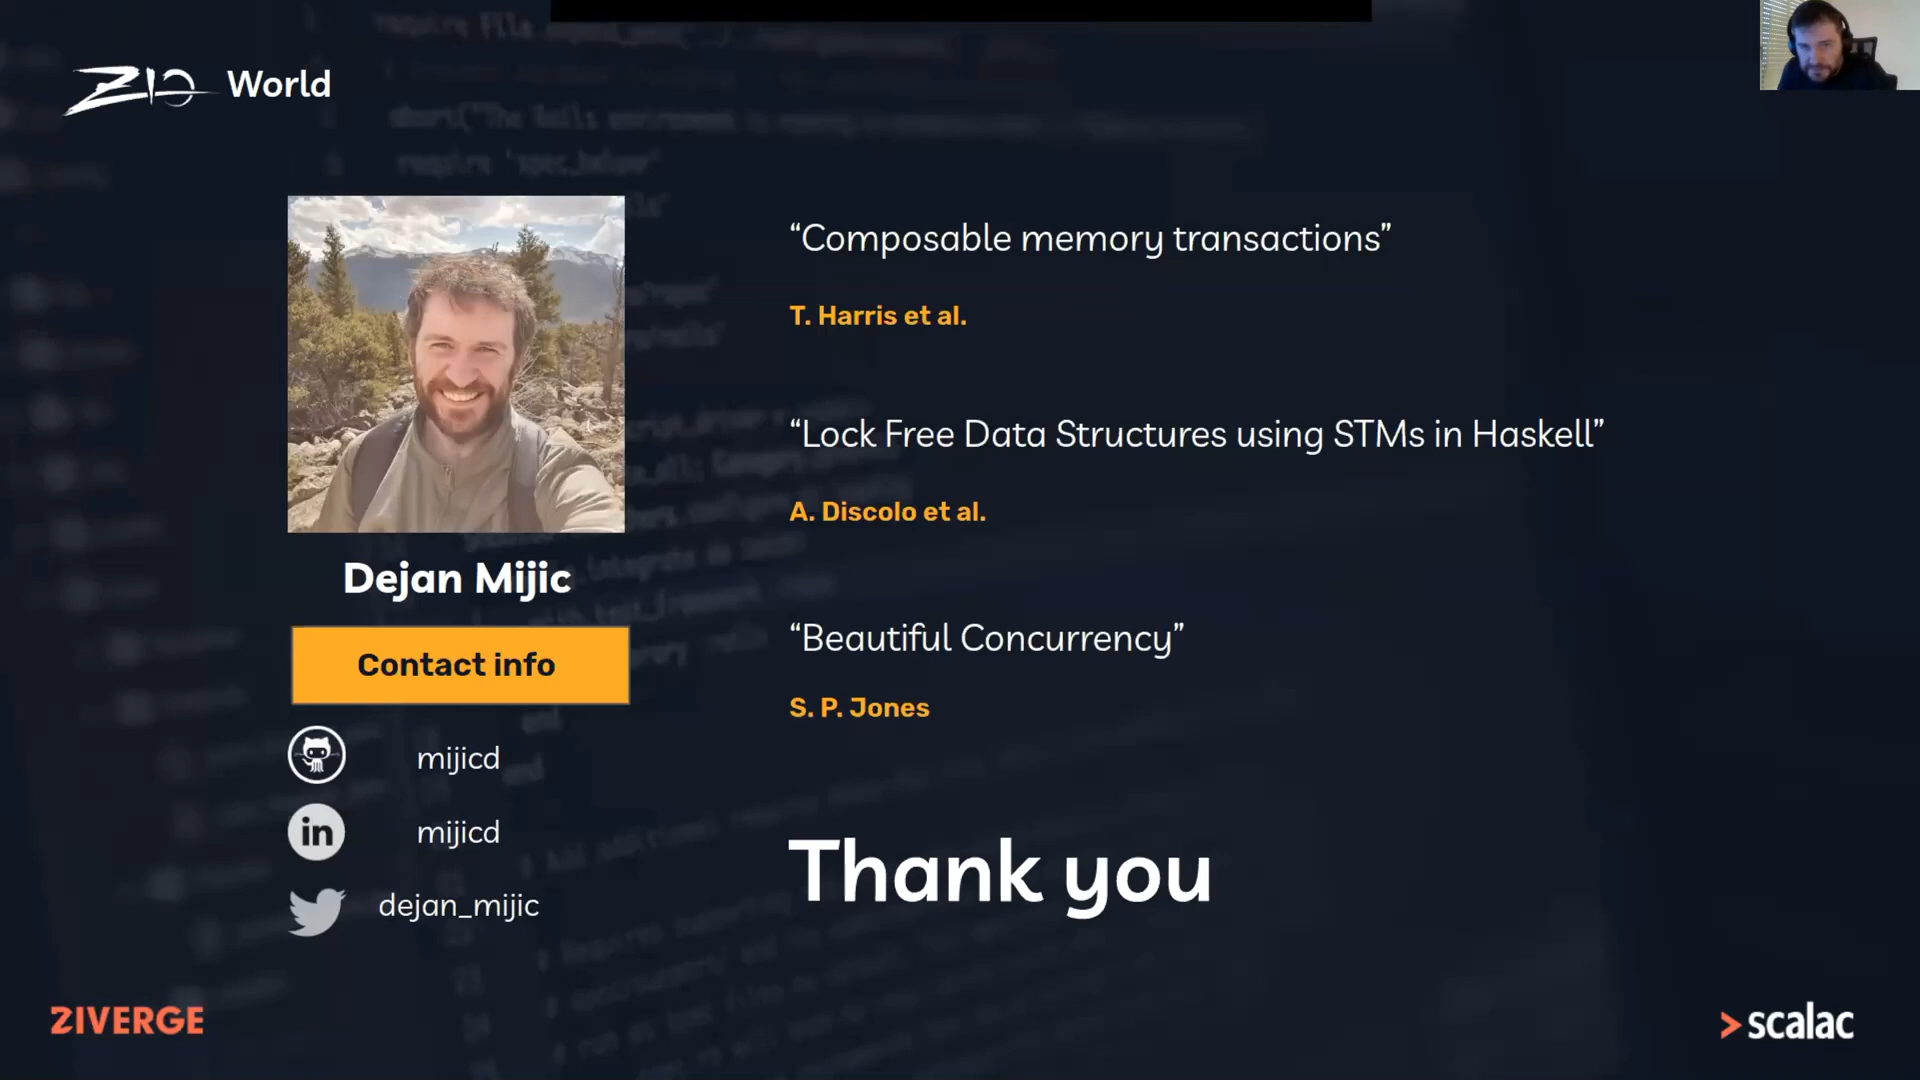 ZIO World
“Composable memory transactions”
T. Harris et al.
“Lock Free Data Structures using STMs in Haskell”
A. Discolo et al.
“Beautiful Concurrency”
S. P. Jones
Thank you
Dejan Mijic
Contact info
mijicd
in mijicd
dejan_mijic
ZIVERGE
scalac